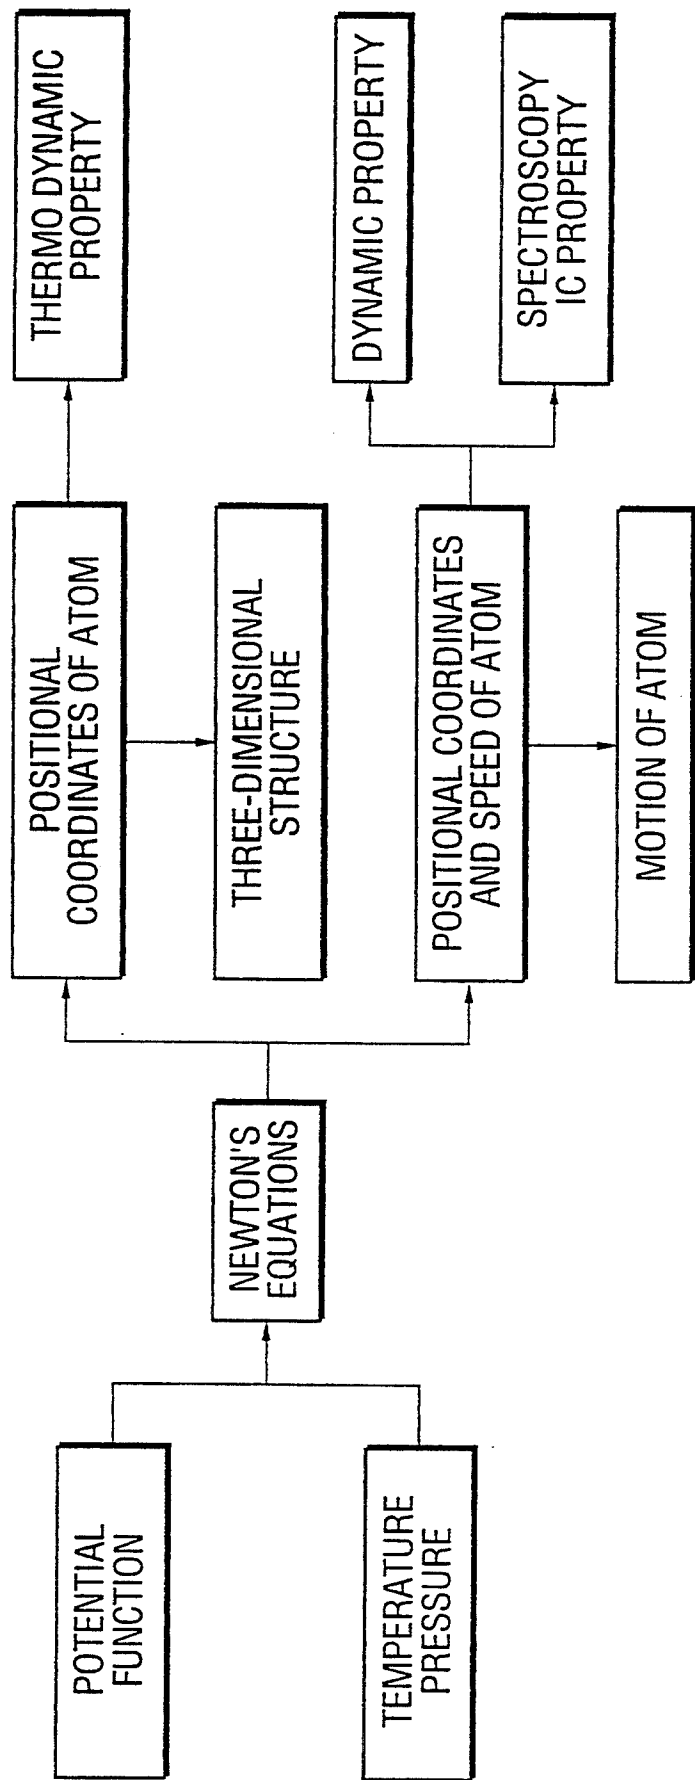 POTENTIAL
FUNCTION
TEMPERATURE
PRESSURE
NEWTON'S
EQUATIONS
POSITIONAL
COORDINATES OF ATOM
THREE-DIMENSIONAL
STRUCTURE
POSITIONAL COORDINATES
AND SPEED OF ATOM
MOTION OF ATOM
THERMO DYNAMIC
PROPERTY
DYNAMIC PROPERTY
SPECTROSCOPY
IC PROPERTY